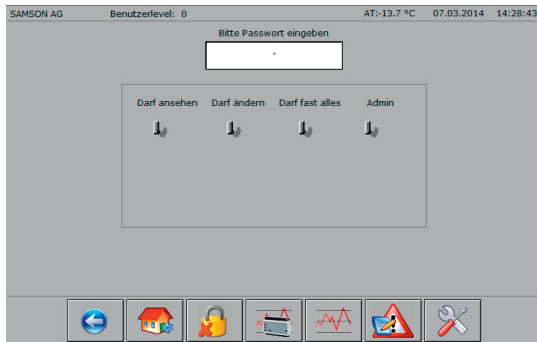 SAMSON AG Benutzerlevel: 0 AT:-13.7 °C 07.03.2014 14:28:43
Bitte Passwort eingeben
*
Darf ansehen Darf ändern Darf fast alles Admin